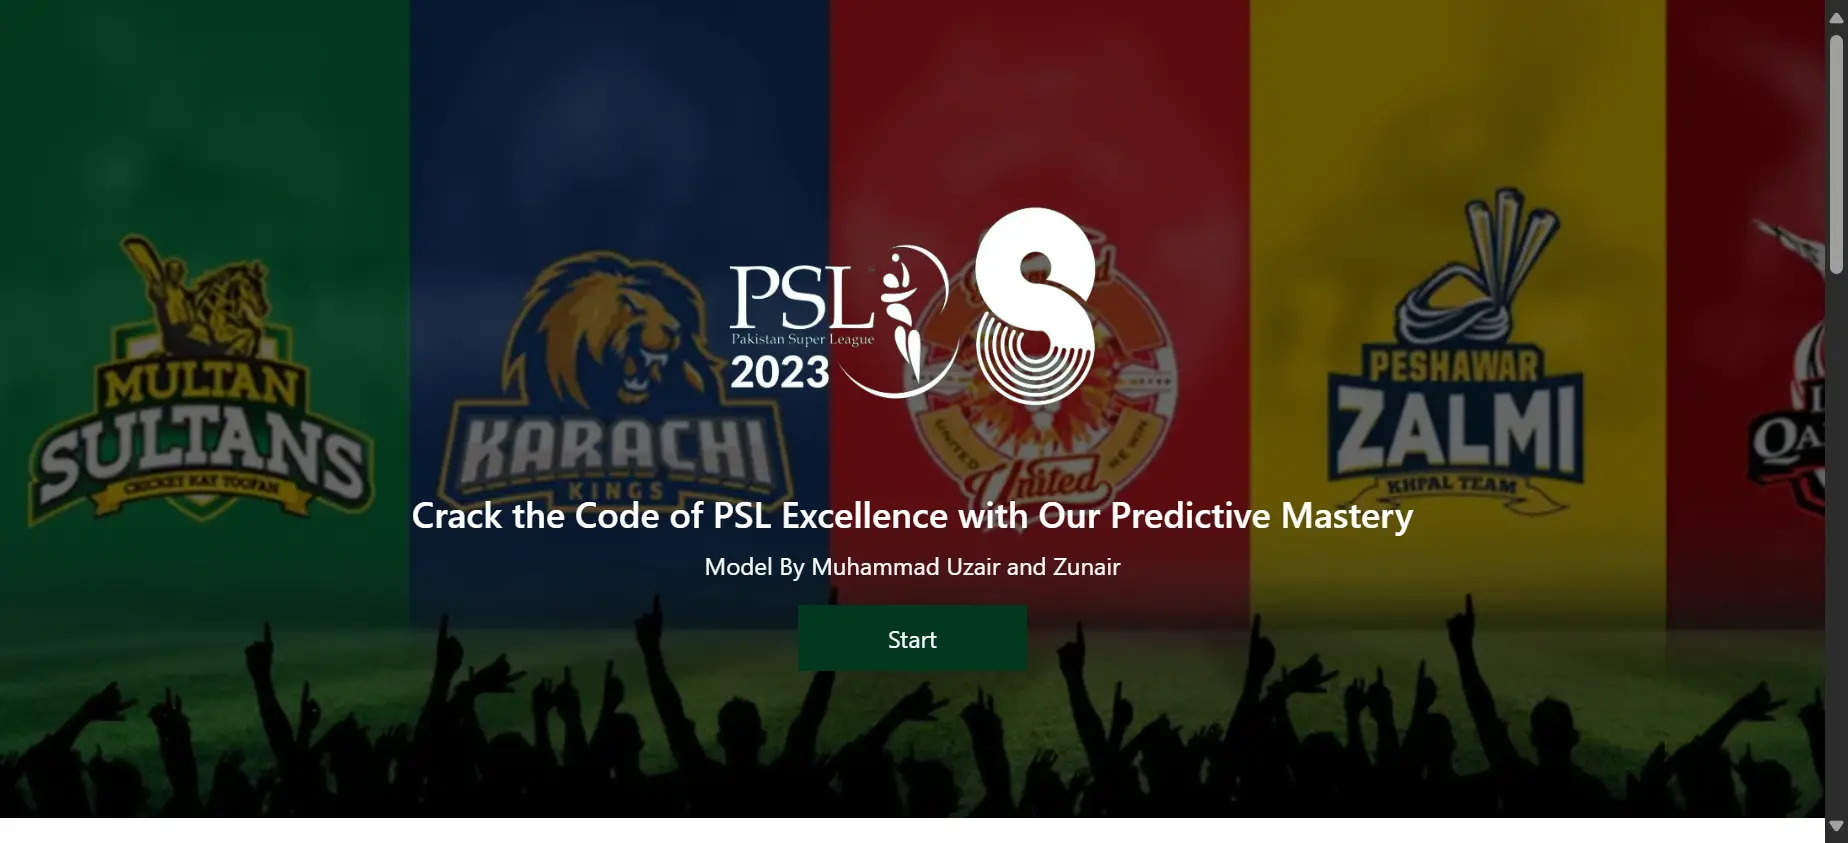 MULTAN
SULTANS
CRICKET KAY TOOFAN
KARACHI
KINGS
PSL
Pakistan Super League
2023
8
UNITED
WE WIN
United
PESHAWAR
ZALMI
KHPAL TEAM
QA
Crack the Code of PSL Excellence with Our Predictive Mastery
Model By Muhammad Uzair and Zunair
Start